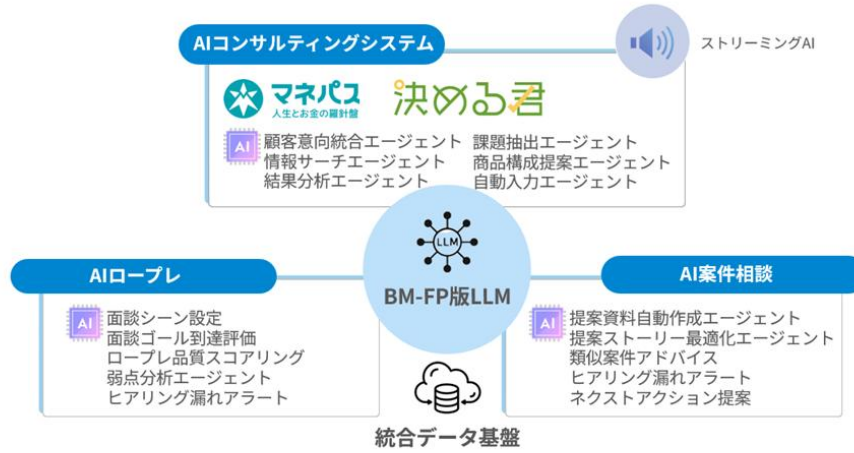 AIコンサルティングシステム
ストリーミングAI
マネパス
人生とお金の羅針盤
決める君
AI
顧客意向統合エージェント
情報サーチエージェント
結果分析エージェント
課題抽出エージェント
商品構成提案エージェント
自動入力エージェント
LLM
BM-FP版LLM
AIロープレ
AI
面談シーン設定
面談ゴール到達評価
ロープレ品質スコアリング
弱点分析エージェント
ヒアリング漏れアラート
AI案件相談
AI
提案資料自動作成エージェント
提案ストーリー最適化エージェント
類似案件アドバイス
ヒアリング漏れアラート
ネクストアクション提案
統合データ基盤